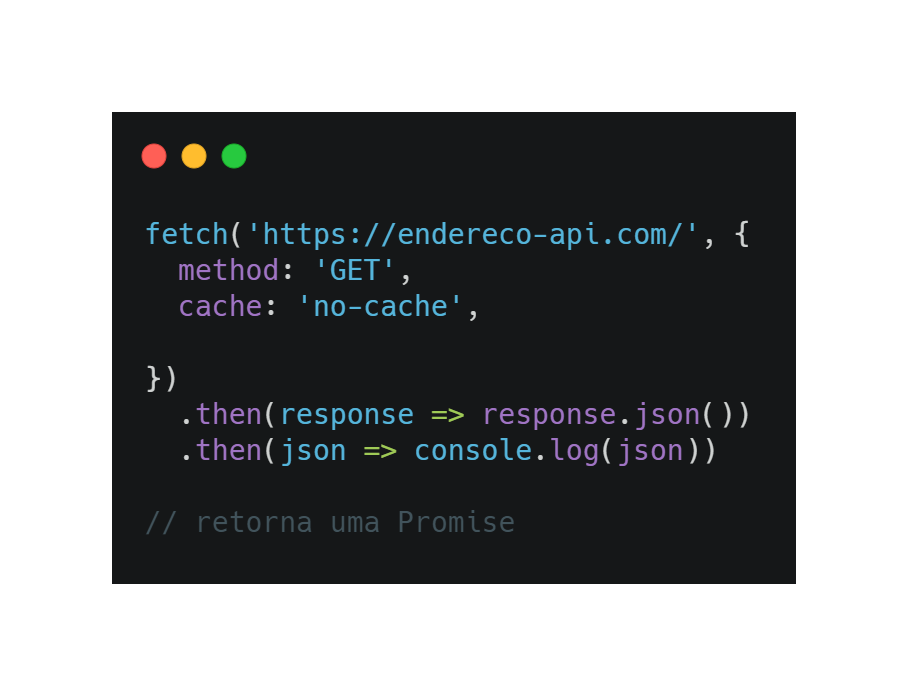 fetch('https://endereco-api.com/', {
  method: 'GET',
  cache: 'no-cache',

})
  .then(response => response.json())
  .then(json => console.log(json))

// retorna uma Promise